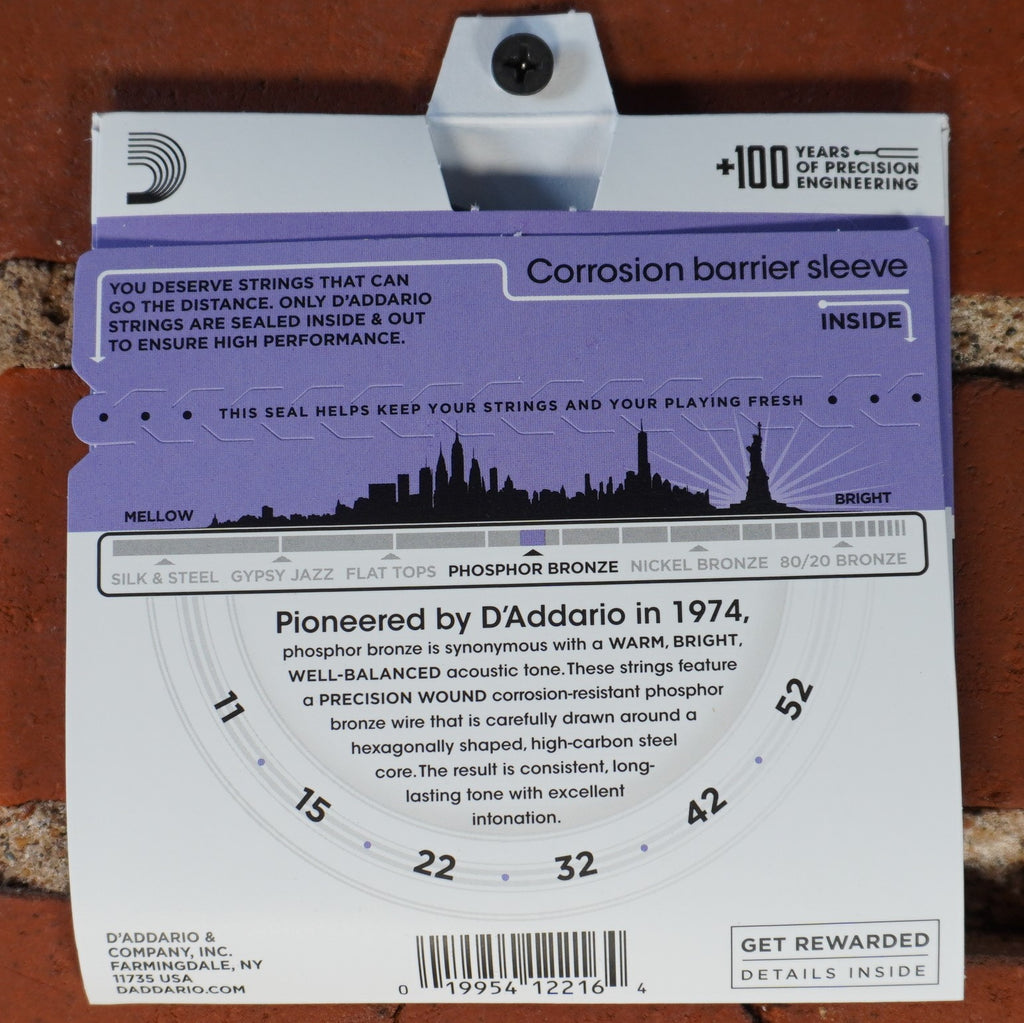 +100 YEARS
OF PRECISION
ENGINEERING
YOU DESERVE STRINGS THAT CAN
GO THE DISTANCE. ONLY D'ADDARIO
STRINGS ARE SEALED INSIDE & OUT
TO ENSURE HIGH PERFORMANCE.
Corrosion barrier sleeve
INSIDE
THIS SEAL HELPS KEEP YOUR STRINGS AND YOUR PLAYING FRESH
MELLOW
BRIGHT
SILK & STEEL GYPSY JAZZ FLAT TOPS PHOSPHOR BRONZE NICKEL BRONZE 80/20 BRONZE
Pioneered by D'Addario in 1974,
phosphor bronze is synonymous with a WARM, BRIGHT,
WELL-BALANCED acoustic tone. These strings feature
a PRECISION WOUND corrosion-resistant phosphor
bronze wire that is carefully drawn around a
hexagonally shaped, high-carbon steel
core. The result is consistent, long-
lasting tone with excellent
intonation.
11
15
22
32
42
52
D'ADDARIO &
COMPANY, INC.
FARMINGDALE, NY
11735 USA
DADDARIO.COM
0 19954 12216 4
GET REWARDED
DETAILS INSIDE